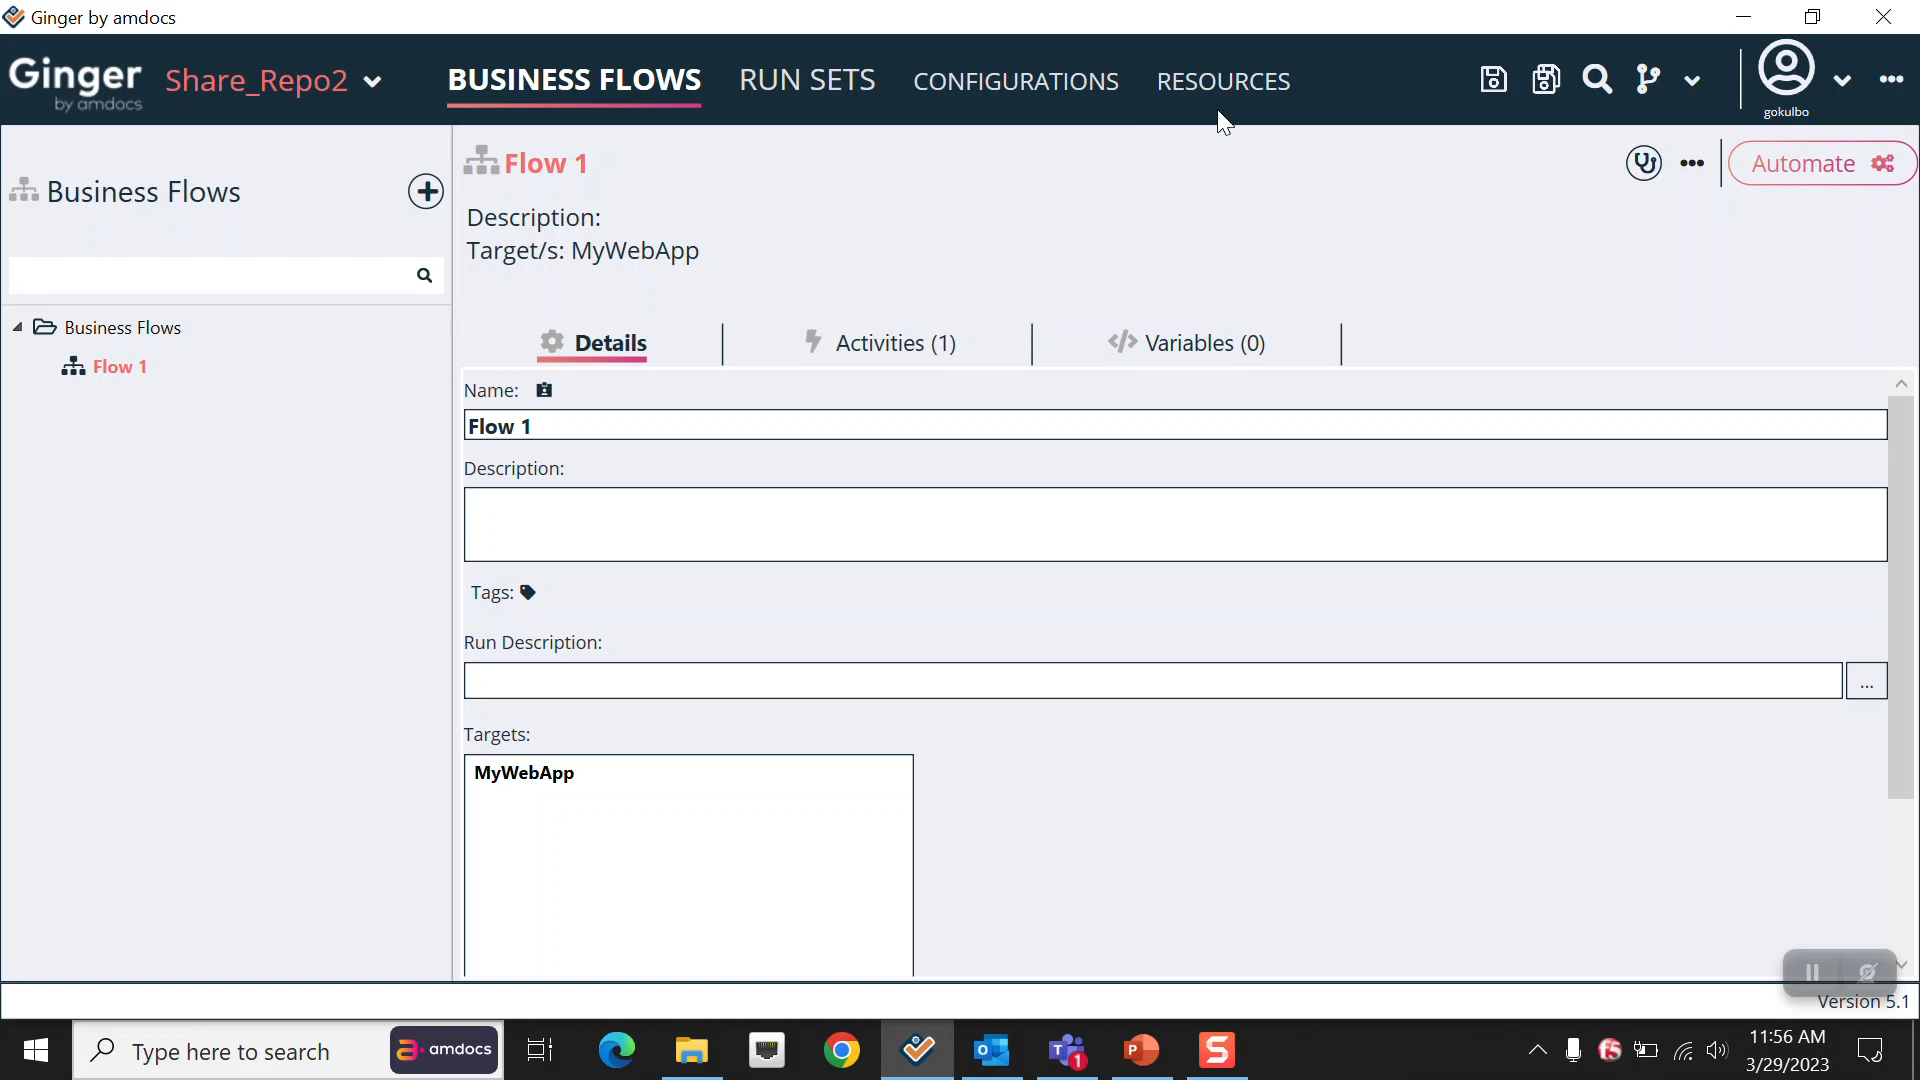 Ginger by amdocs
Ginger
by amdocs
Share_Repo2
BUSINESS FLOWS
RUN SETS
CONFIGURATIONS
RESOURCES
gokulbo
Business Flows
Business Flows
Flow 1
Flow 1
Automate
Description:
Target/s: MyWebApp
Details
Activities (1)
Variables (0)
Name:
Flow 1
Description:
Tags:
Run Description:
...
Targets:
MyWebApp
Version 5.1
Type here to search
a amdocs
1
11:56 AM
3/29/2023